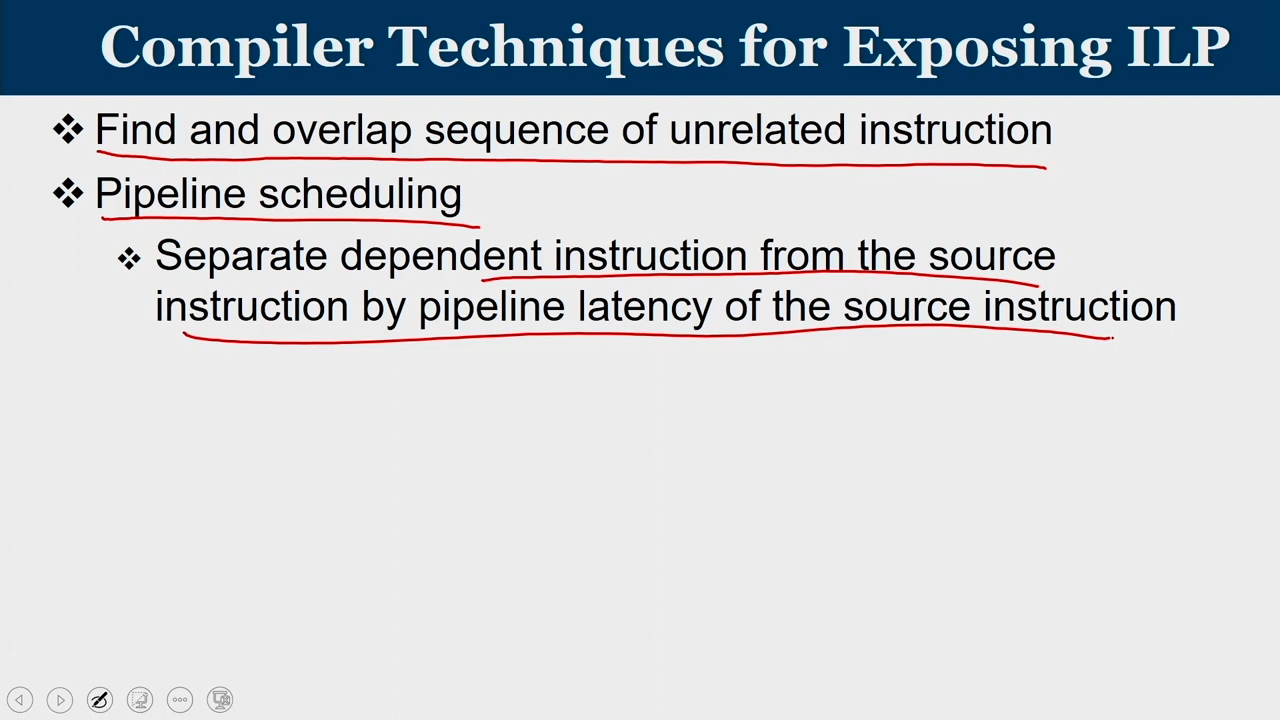 Compiler Techniques for Exposing ILP
❖ Find and overlap sequence of unrelated instruction
❖ Pipeline scheduling
❖ Separate dependent instruction from the source
instruction by pipeline latency of the source instruction